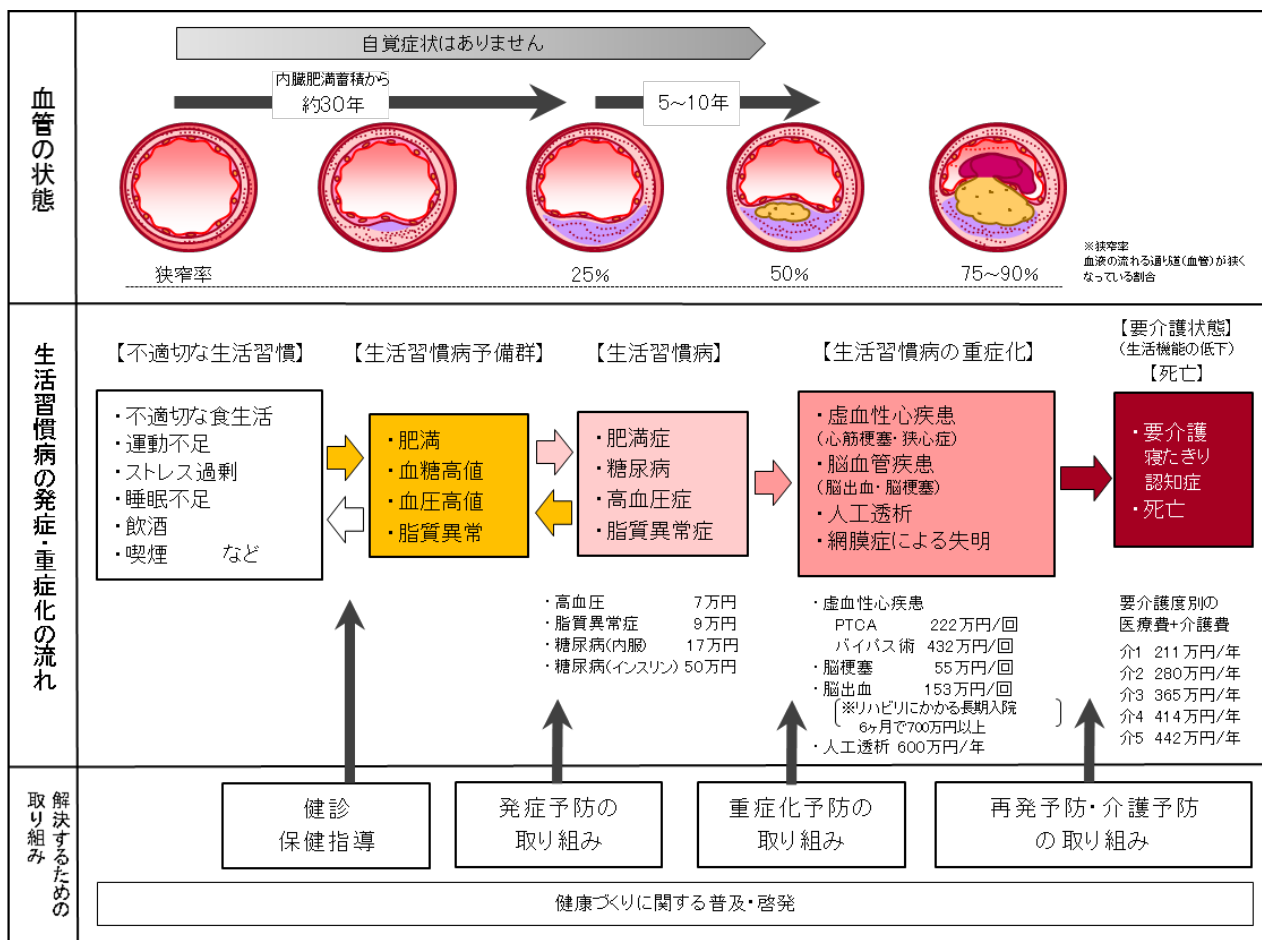 血管の状態
自覚症状はありません
内臓肥満蓄積から
約30年
5~10年
狭窄率
25%
50%
75~90%
※狭窄率
血液の流れる通り道(血管)が狭く
なっている割合
生活習慣病の発症・重症化の流れ
【不適切な生活習慣】
・不適切な食生活
・運動不足
・ストレス過剰
・睡眠不足
・飲酒
・喫煙 など
【生活習慣病予備群】
・肥満
・血糖高値
・血圧高値
・脂質異常
【生活習慣病】
・肥満症
・糖尿病
・高血圧症
・脂質異常症
・高血圧 7万円
・脂質異常症 9万円
・糖尿病(内服) 17万円
・糖尿病(インスリン) 50万円
【生活習慣病の重症化】
・虚血性心疾患
(心筋梗塞・狭心症)
・脳血管疾患
(脳出血・脳梗塞)
・人工透析
・網膜症による失明
・虚血性心疾患
PTCA 222万円/回
バイパス術 432万円/回
・脳梗塞 55万円/回
・脳出血 153万円/回
※リハビリにかかる長期入院
6ヶ月で700万円以上
・人工透析 600万円/年
【要介護状態】
(生活機能の低下)
【死亡】
・要介護
寝たきり
認知症
・死亡
要介護度別の
医療費+介護費
介1 211万円/年
介2 280万円/年
介3 365万円/年
介4 414万円/年
介5 442万円/年
解決するための
取り組み
健診
保健指導
発症予防の
取り組み
重症化予防の
取り組み
再発予防・介護予防
の取り組み
健康づくりに関する普及・啓発